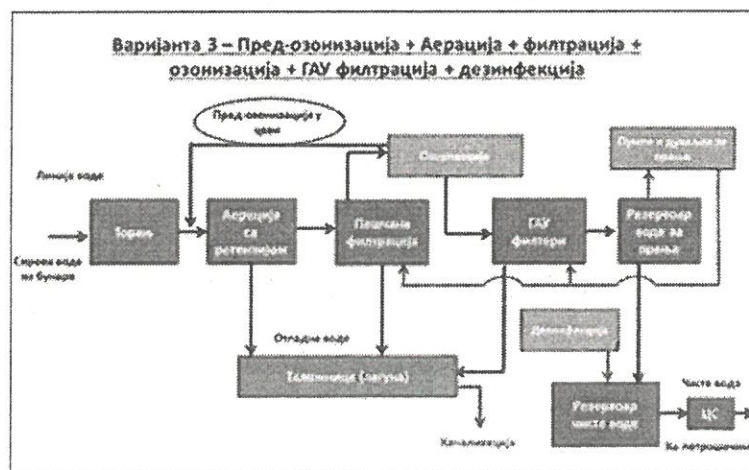 Варијанта 3 – Пред-озонизација + Аерација + филтрација +
озонизација + ГАУ филтрација + дезинфекција
Пред-озонизација у
цеви
Озонизација
Пумпе и дуваљке за
прање
Линија воде
Торањ
Аерација
са
ретенцијом
Пешчана
филтрација
ГАУ
филтери
Резервоар
воде за
прање
Сирова вода
из бунара
Отпадне воде
Дезинфекција
Таложнице (лагуна)
Резервоар
чисте воде
Чиста вода
ЦС
Канализација
Ка потрошачима